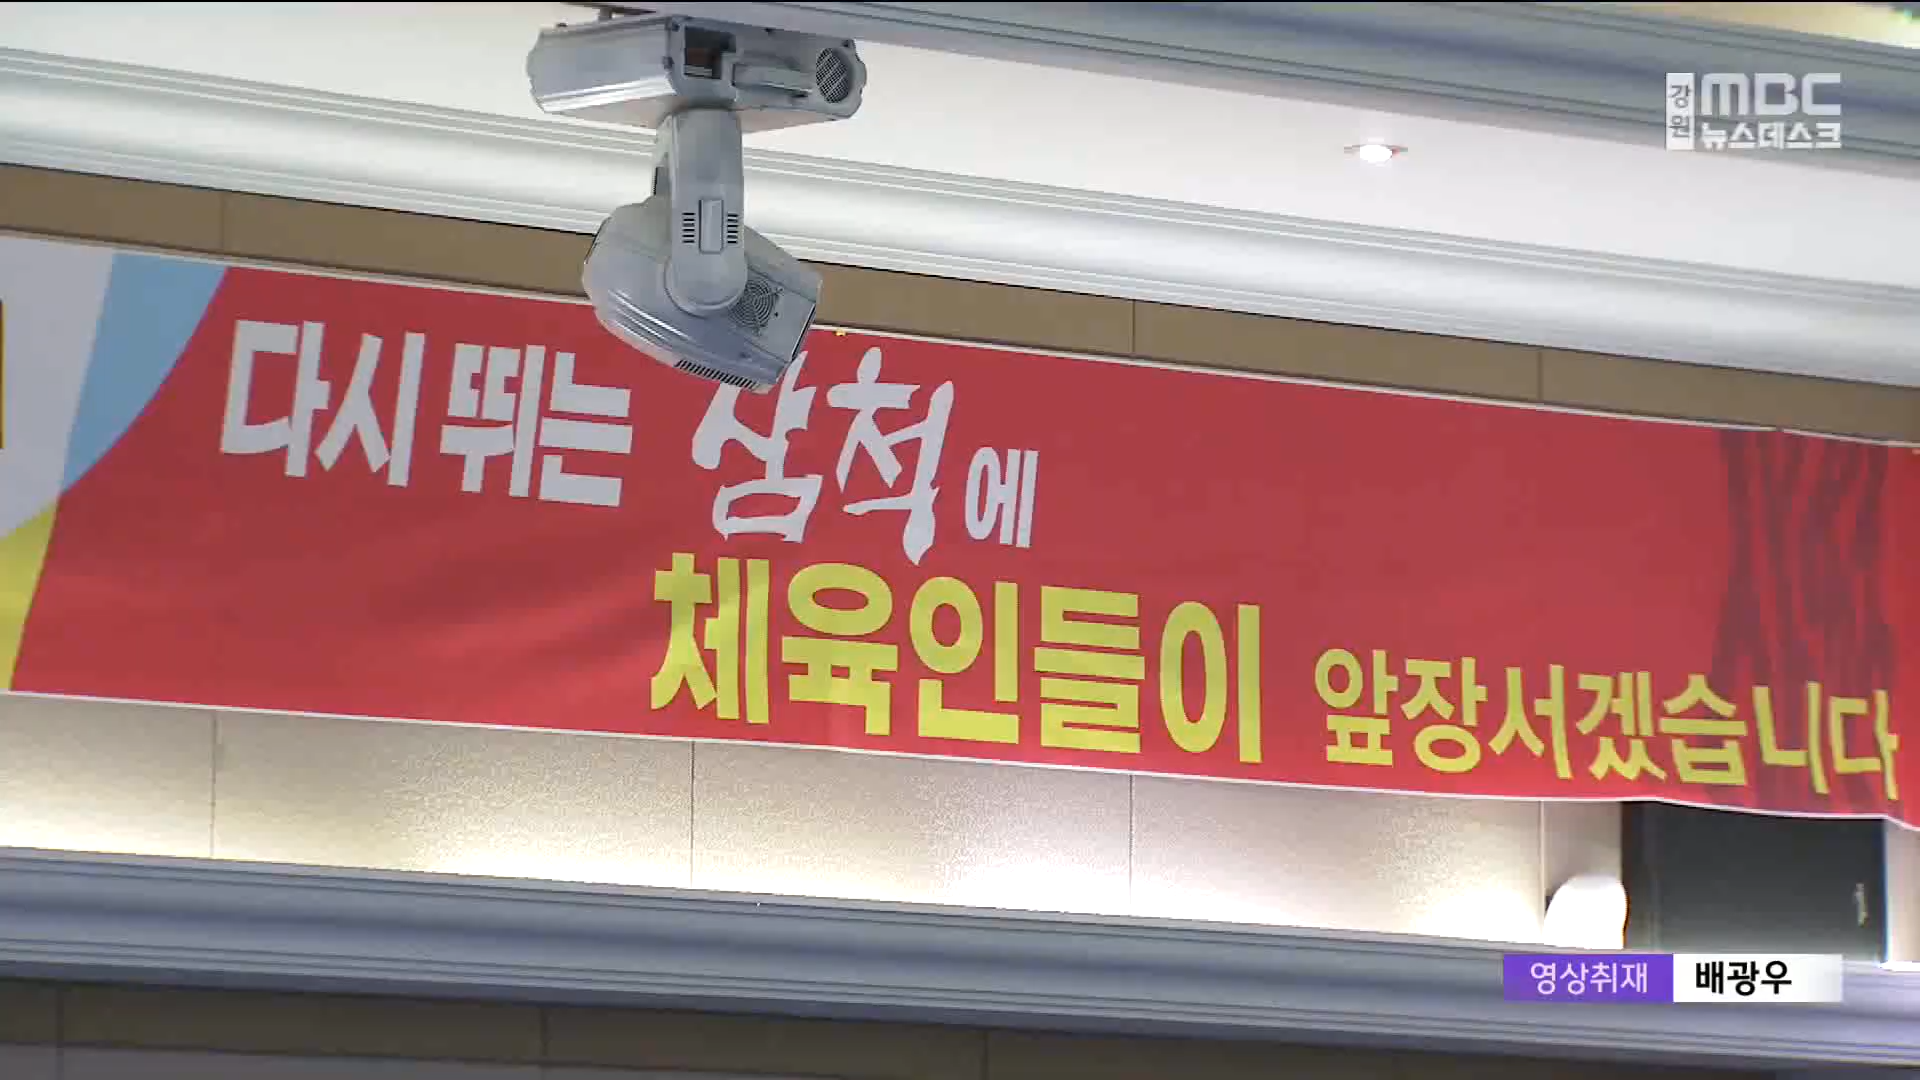 강원 MBC
뉴스데스크
다시 뛰는 삼척에
체육인들이 앞장서겠습니다
영상취재 배광우